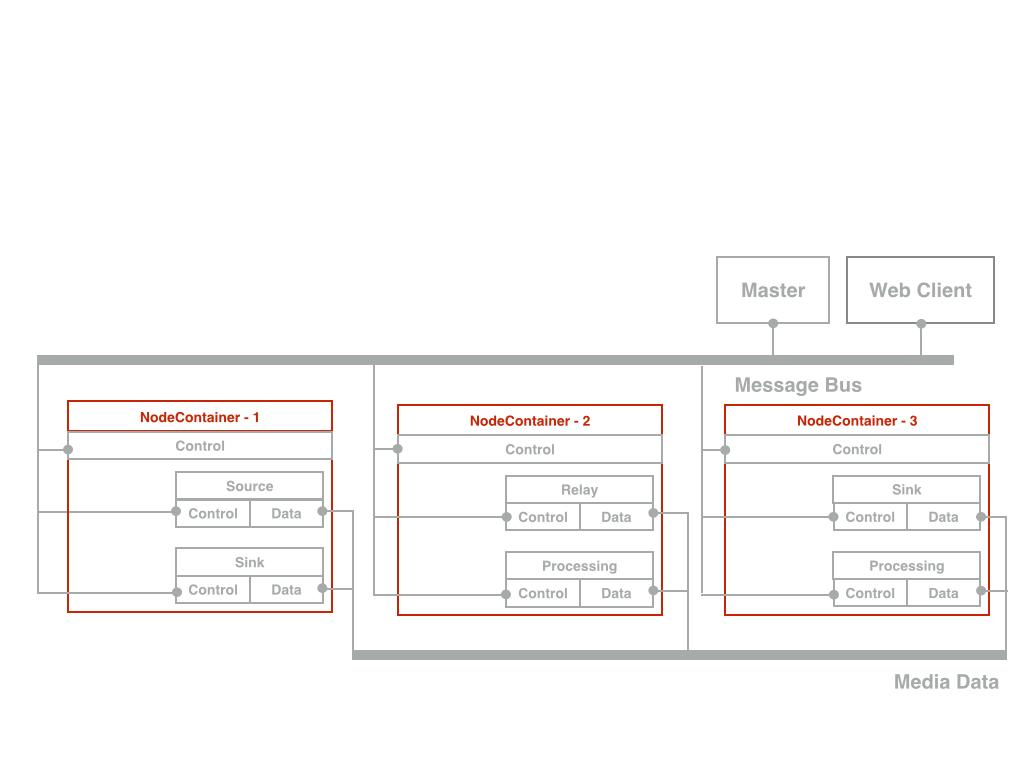 Master
Web Client
Message Bus
NodeContainer - 1
Control
Source
Control
Data
Sink
Control
Data
NodeContainer - 2
Control
Relay
Control
Data
Processing
Control
Data
NodeContainer - 3
Control
Sink
Control
Data
Processing
Control
Data
Media Data